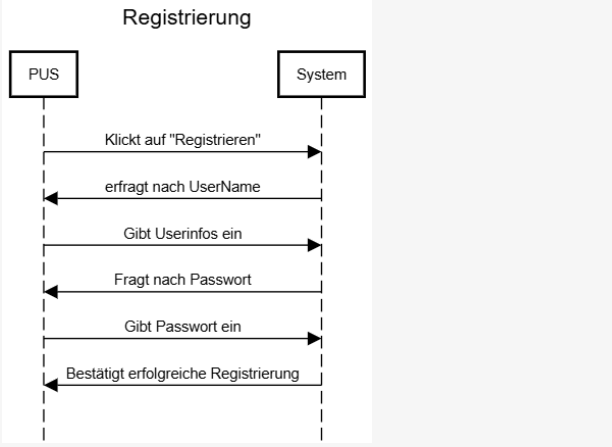 Registrierung
PUS
System
Klickt auf "Registrieren"
erfragt nach UserName
Gibt Userinfos ein
Fragt nach Passwort
Gibt Passwort ein
Bestätigt erfolgreiche Registrierung